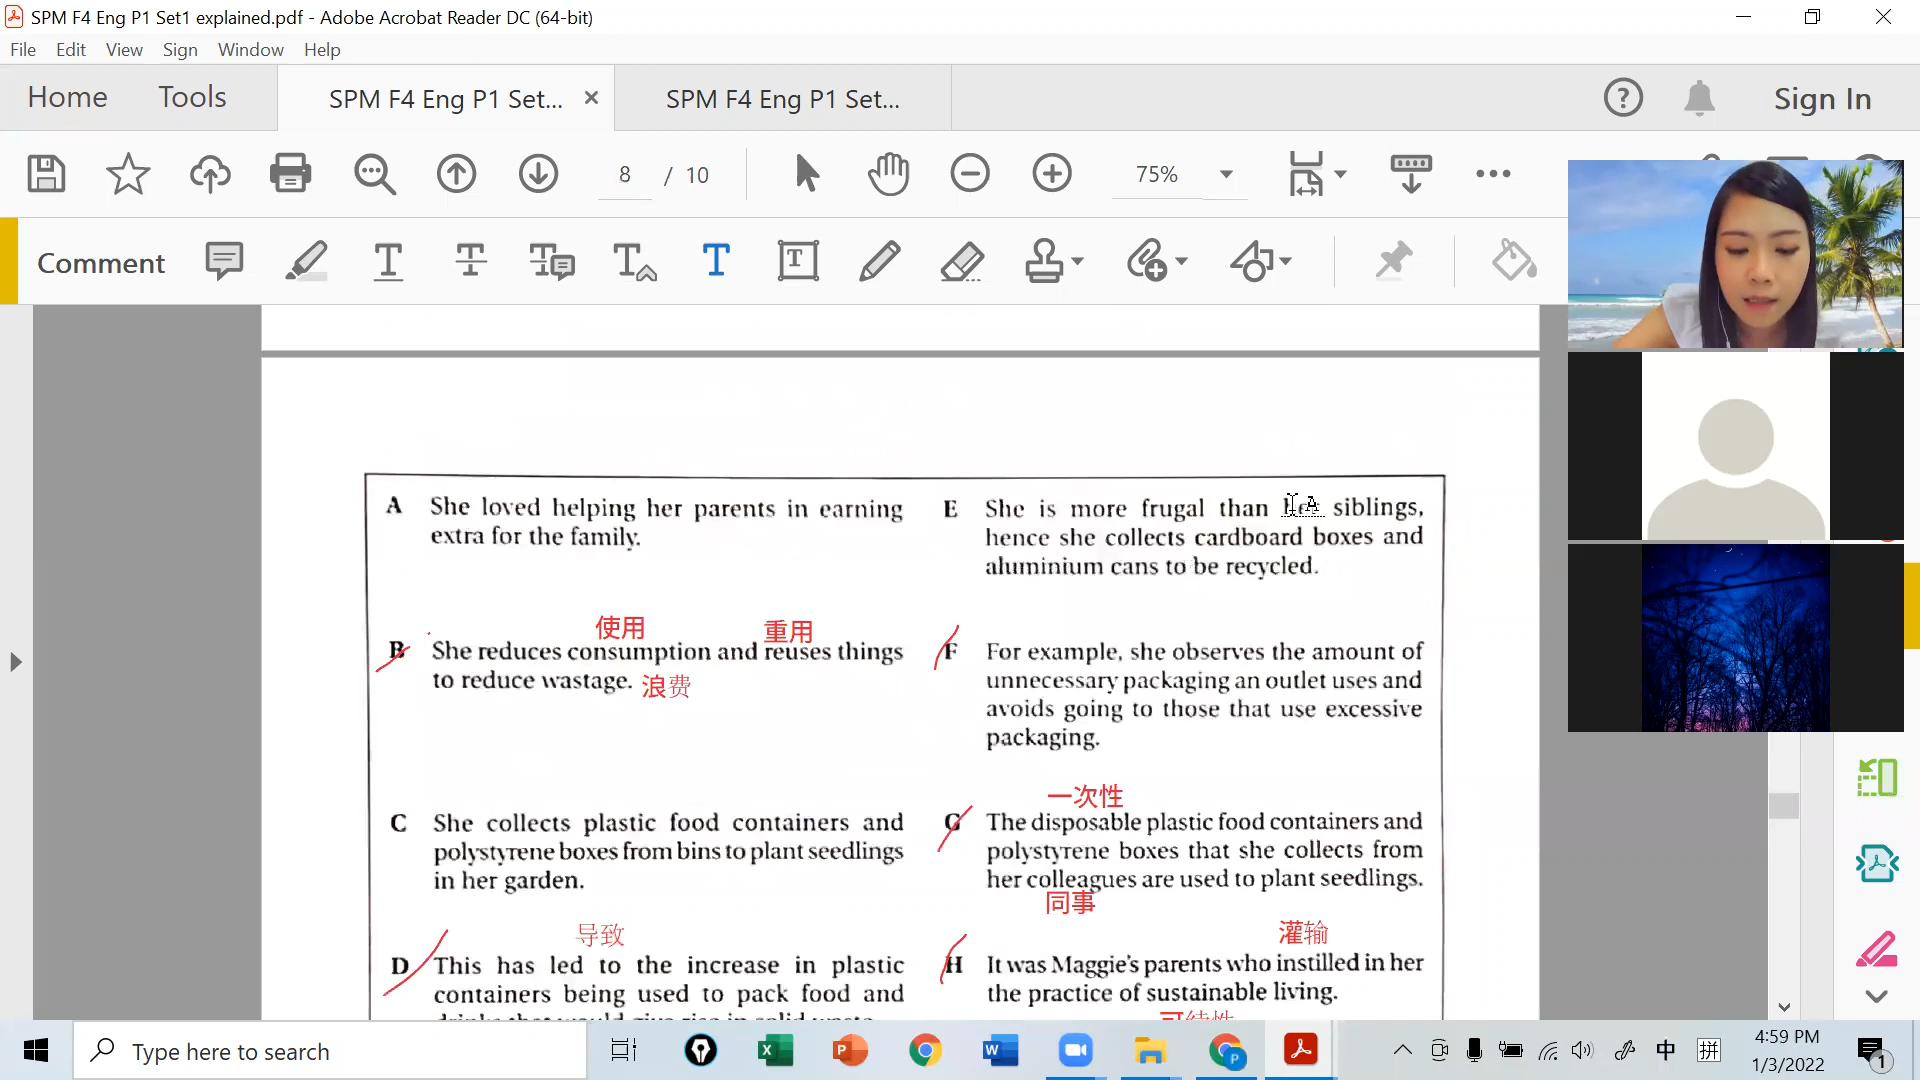 SPM F4 Eng P1 Set1 explained.pdf - Adobe Acrobat Reader DC (64-bit)
File Edit View Sign Window Help
Home Tools SPM F4 Eng P1 Set... × SPM F4 Eng P1 Set... Sign In
8 / 10 75%
Comment
A She loved helping her parents in earning
extra for the family.
使用 重用
B She reduces consumption and reuses things
to reduce wastage. 浪费
C She collects plastic food containers and
polystyrene boxes from bins to plant seedlings
in her garden.
导致
D This has led to the increase in plastic
containers being used to pack food and
E She is more frugal than siblings,
hence she collects cardboard boxes and
aluminium cans to be recycled.
F For example, she observes the amount of
unnecessary packaging an outlet uses and
avoids going to those that use excessive
packaging.
一次性
G The disposable plastic food containers and
polystyrene boxes that she collects from
her colleagues are used to plant seedlings.
同事
灌输
H It was Maggie's parents who instilled in her
the practice of sustainable living.
Type here to search
中 拼
4:59 PM
1/3/2022
1